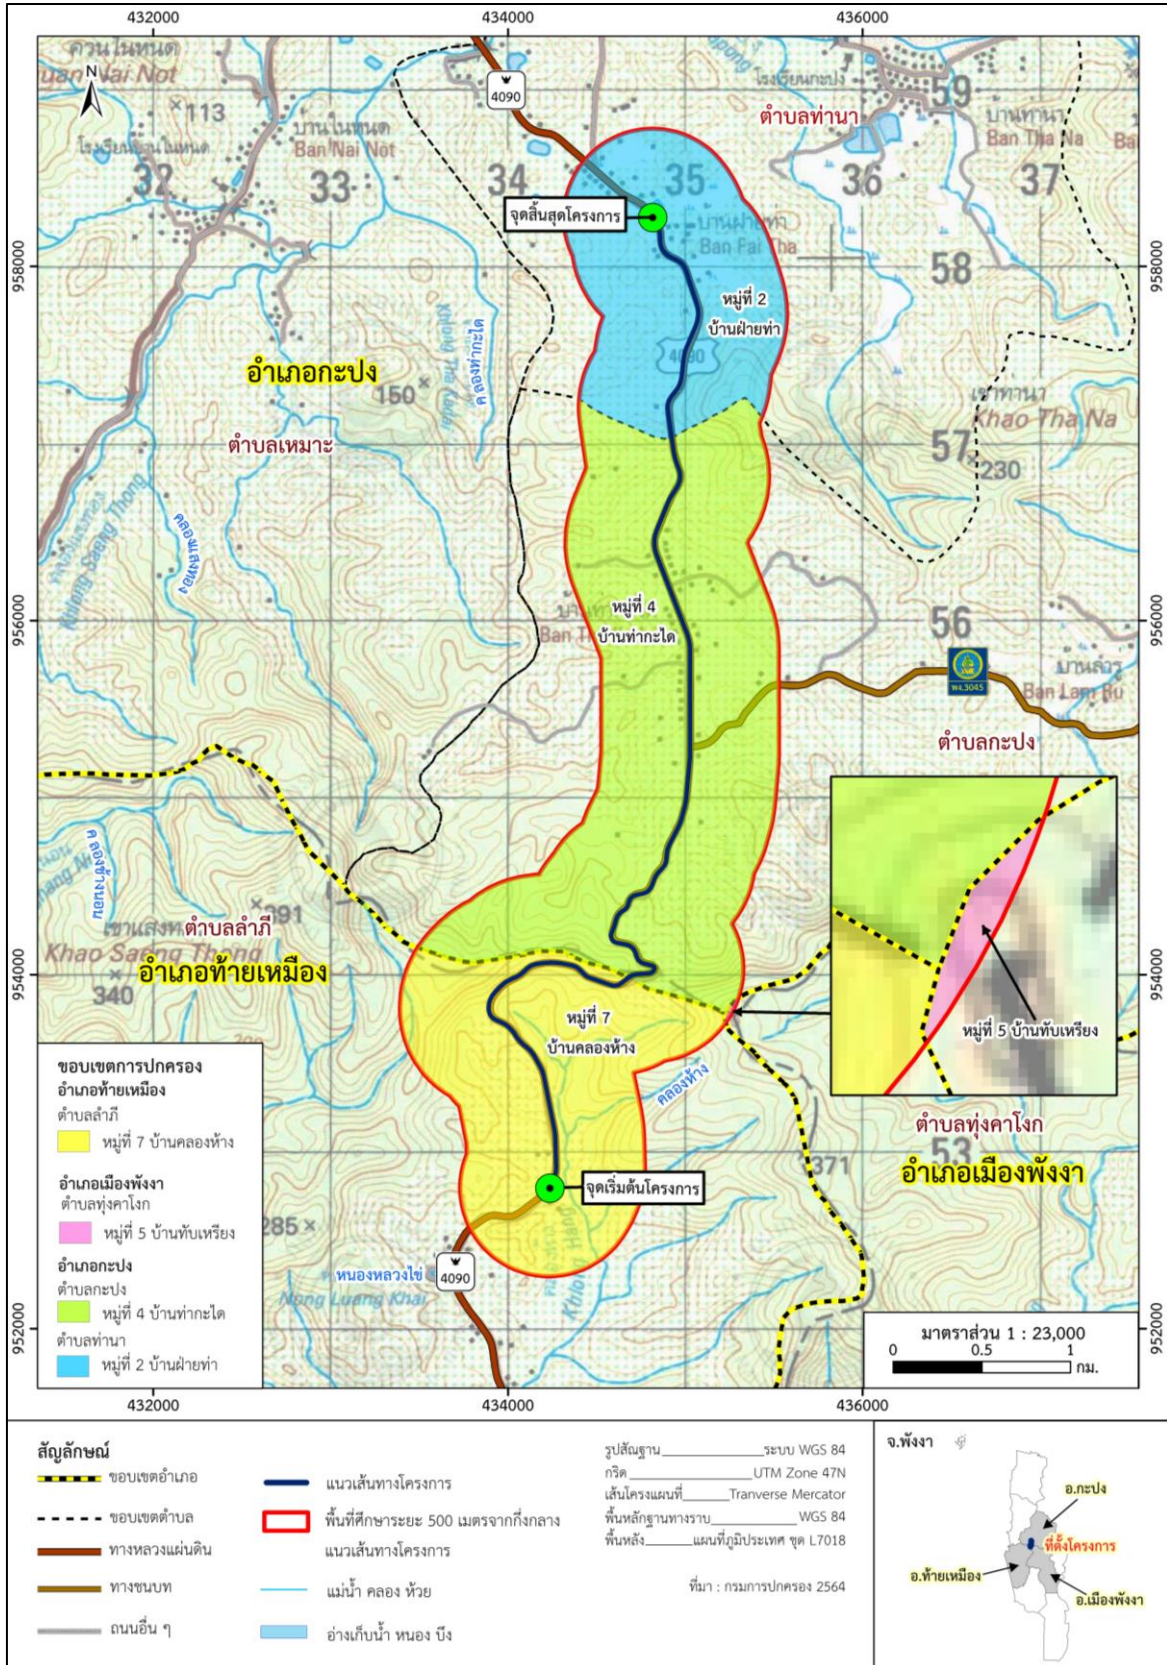 432000 434000 436000
ควนในหนด
N
113
4090
บ้านในหนด
Ban Nai Not
โรงเรียนบ้านในหนด
โรงเรียนกะปง
ตำบลท่านา
59
บ้านทานา
Ban Tha Na
32 33 34 35 36 37
จุดสิ้นสุดโครงการ
บ้านฝายทา
Ban Fai Tha
958000
58
958000
หมู่ที่ 2
บ้านฝ่ายท่า
4090
คลองท่ากะได
อำเภอกะปง
150
ตำบลเหมาะ
เขาทานา
Khao Tha Na
57
230
คลองแสงทอง
Khlong Saeng Thong
956000
หมู่ที่ 4
บ้านท่ากะได
56
956000
พง.3045
บ้านลำรู
Ban Lam Ru
ตำบลกะปง
คลองช้างนอน
391
ตำบลลำภี
Khao Saeng Thong
อำเภอท้ายเหมือง
340
954000
954000
หมู่ที่ 7
บ้านคลองห้าง
หมู่ที่ 5 บ้านทับเหรียง
คลองห้าง
ตำบลทุ่งคาโงก
53
อำเภอเมืองพังงา
371
จุดเริ่มต้นโครงการ
285
หนองหลวงไข่
Nong Luang Khai
4090
Khlong Hang
ขอบเขตการปกครอง
อำเภอท้ายเหมือง
ตำบลลำภี
หมู่ที่ 7 บ้านคลองห้าง
อำเภอเมืองพังงา
ตำบลทุ่งคาโงก
หมู่ที่ 5 บ้านทับเหรียง
อำเภอกะปง
ตำบลกะปง
หมู่ที่ 4 บ้านท่ากะได
ตำบลท่านา
หมู่ที่ 2 บ้านฝ่ายท่า
952000
952000
มาตราส่วน 1 : 23,000
0 0.5 1
กม.
432000 434000 436000
สัญลักษณ์
ขอบเขตอำเภอ
ขอบเขตตำบล
ทางหลวงแผ่นดิน
ทางชนบท
ถนนอื่น ๆ
แนวเส้นทางโครงการ
พื้นที่ศึกษาระยะ 500 เมตรจากกึ่งกลาง
แนวเส้นทางโครงการ
แม่น้ำ คลอง ห้วย
อ่างเก็บน้ำ หนอง บึง
รูปสัณฐาน ระบบ WGS 84
กริด UTM Zone 47N
เส้นโครงแผนที่ Tranverse Mercator
พื้นหลักฐานทางราบ WGS 84
พื้นหลัง แผนที่ภูมิประเทศ ชุด L7018
ที่มา : กรมการปกครอง 2564
จ.พังงา
อ.กะปง
ที่ตั้งโครงการ
อ.ท้ายเหมือง
อ.เมืองพังงา